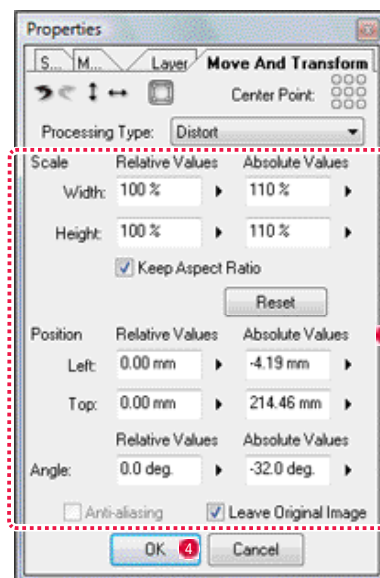 Properties
S... M... Layer Move And Transform
Center Point:
Processing Type: Distort
Scale Relative Values Absolute Values
Width: 100 % 110 %
Height: 100 % 110 %
Keep Aspect Ratio
Reset
Position Relative Values Absolute Values
Left: 0.00 mm -4.19 mm
Top: 0.00 mm 214.46 mm
Relative Values Absolute Values
Angle: 0.0 deg. -32.0 deg.
Anti-aliasing Leave Original Image
OK 4 Cancel